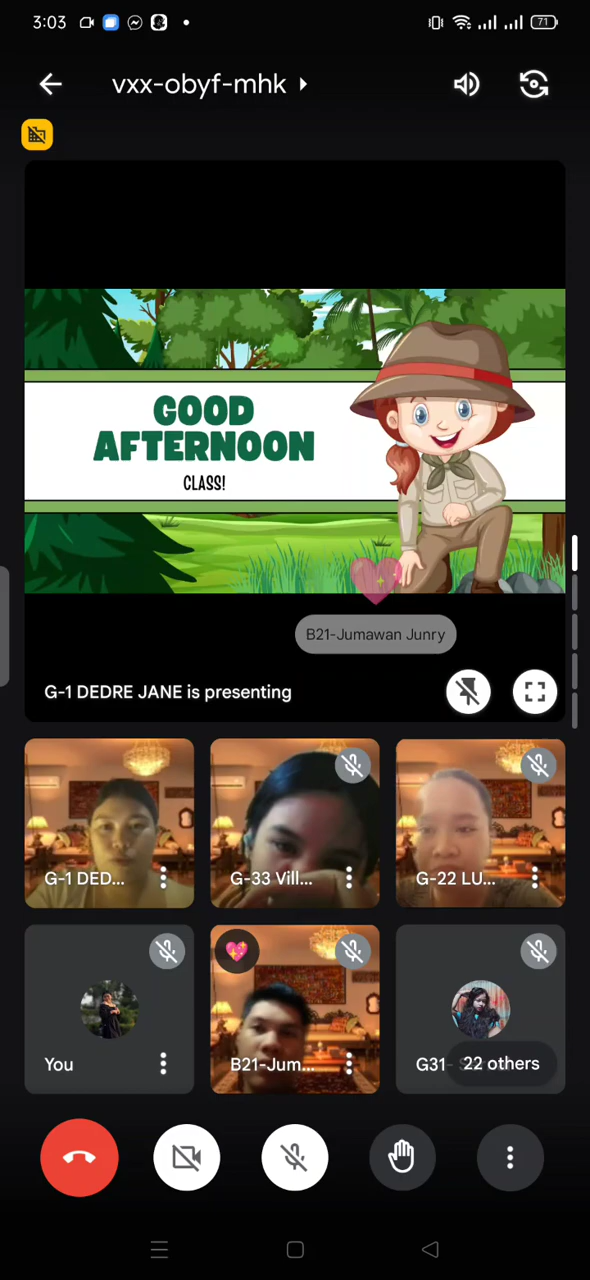 3:03
71
vxx-obyf-mhk
GOOD
AFTERNOON
CLASS!
B21-Jumawan Junry
G-1 DEDRE JANE is presenting
G-1 DED...
G-33 Vill...
G-22 LU...
You
B21-Jum...
G31-
22 others